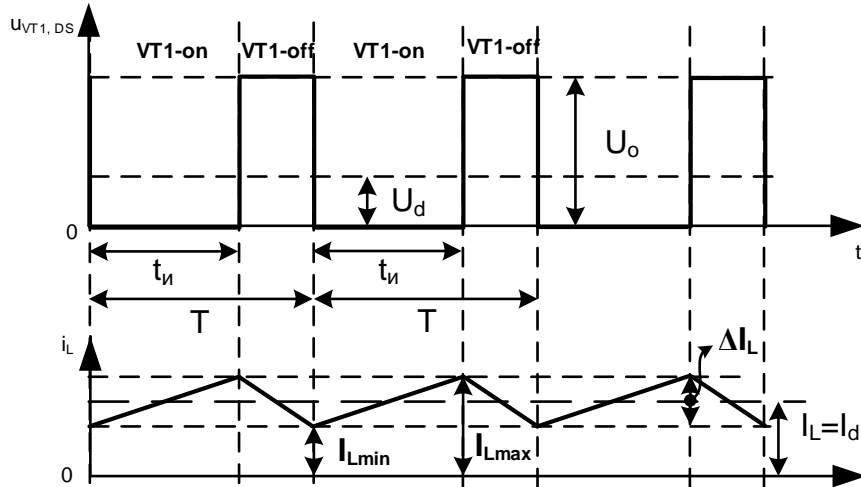 u_VT1, DS
VT1-on VT1-off VT1-on VT1-off
U_o
U_d
0
t
t_и t_и
T T
i_L
ΔI_L
I_Lmin I_Lmax I_L=I_d
0
t